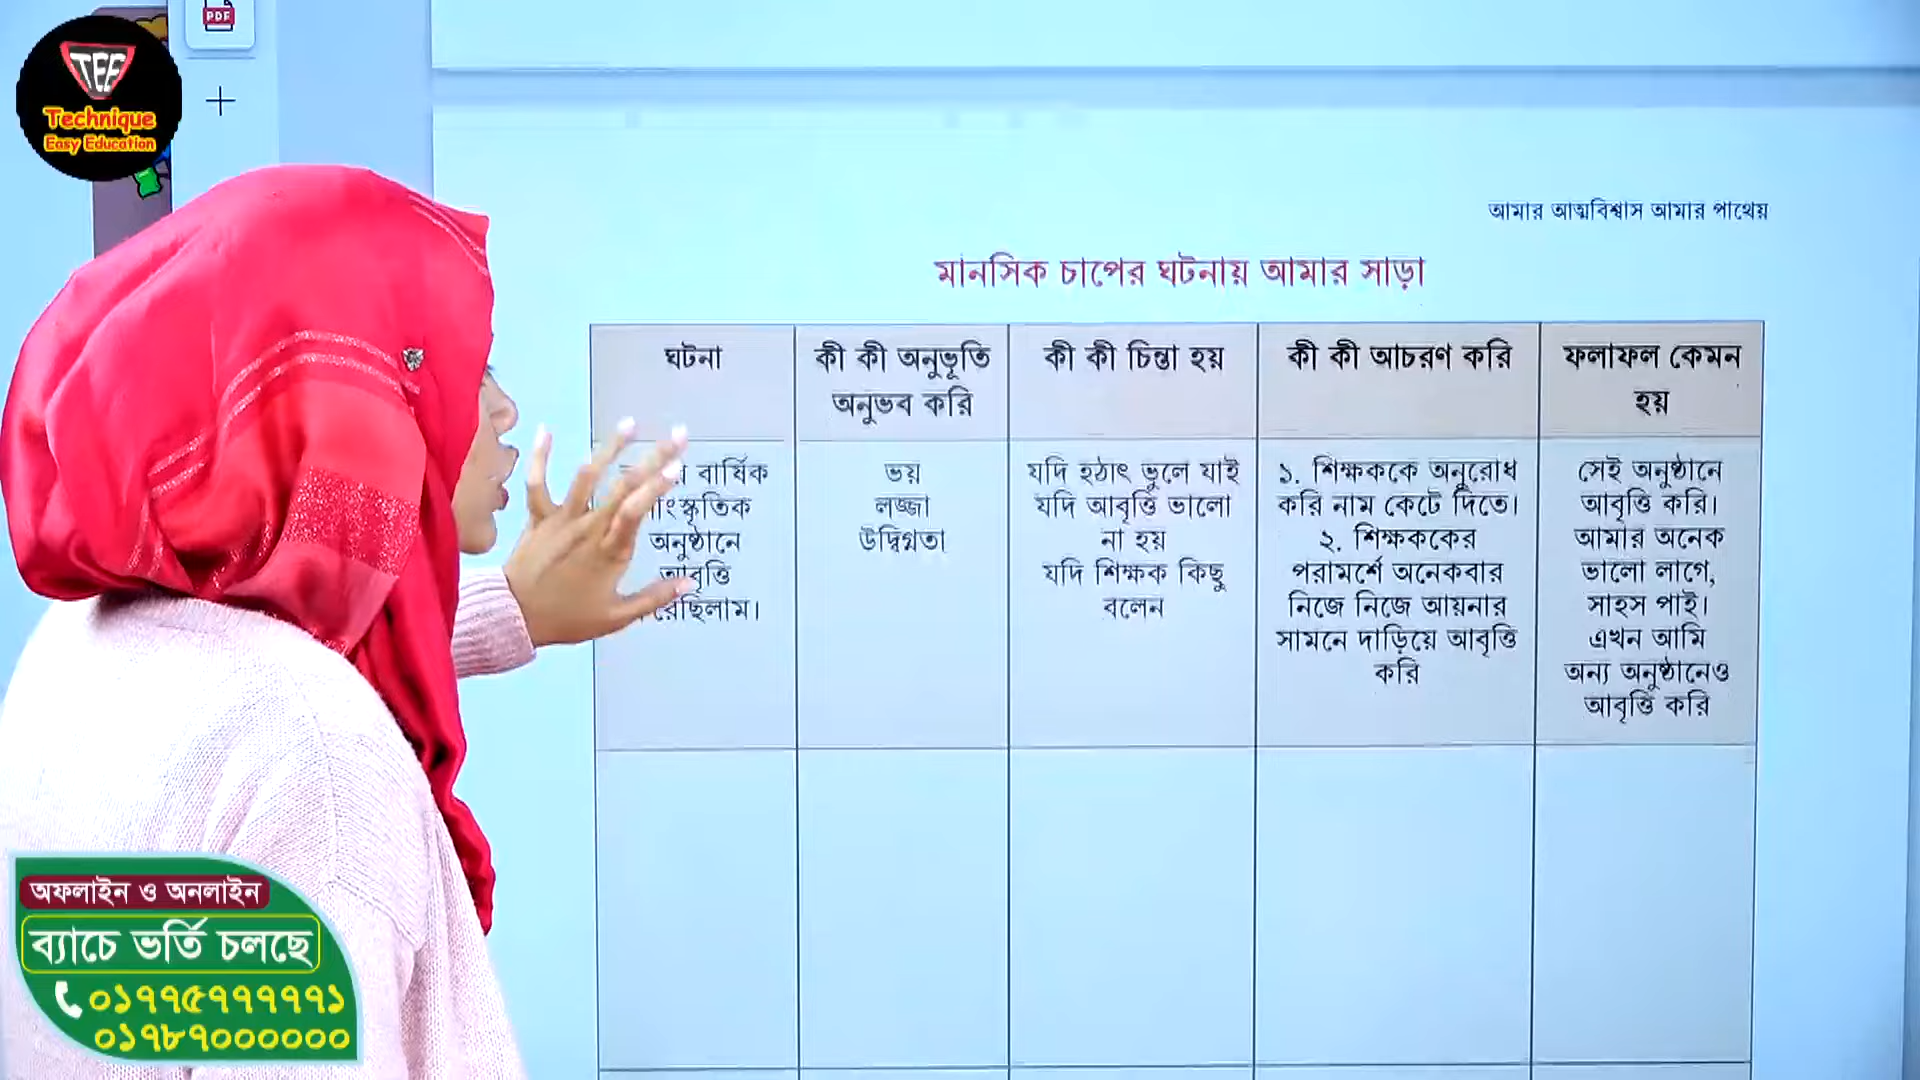 PDF
TEE
Technique
Easy Education
আমার আত্মবিশ্বাস আমার পাথেয়
মানসিক চাপের ঘটনায় আমার সাড়া
ঘটনা
কী কী অনুভূতি
অনুভব করি
কী কী চিন্তা হয়
কী কী আচরণ করি
ফলাফল কেমন
হয়
বার্ষিক
অনুষ্ঠানে
আবৃত্তি
ভয়
লজ্জা
উদ্বিগ্নতা
যদি হঠাৎ ভুলে যাই
যদি আবৃত্তি ভালো
না হয়
যদি শিক্ষক কিছু
বলেন
১. শিক্ষককে অনুরোধ
করি নাম কেটে দিতে।
২. শিক্ষককের
পরামর্শে অনেকবার
নিজে নিজে আয়নার
সামনে দাড়িয়ে আবৃত্তি
করি
সেই অনুষ্ঠানে
আবৃত্তি করি।
আমার অনেক
ভালো লাগে,
সাহস পাই।
এখন আমি
অন্য অনুষ্ঠানেও
আবৃত্তি করি
অফলাইন ও অনলাইন
ব্যাচে ভর্তি চলছে
০১৭৭৫৭৭৭৭৭১
০১৭৮৭০০০০০০